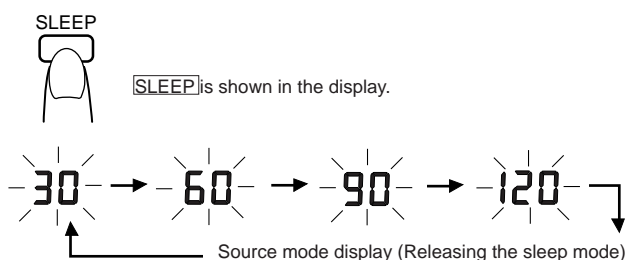 SLEEP
SLEEP is shown in the display.
30 60 90 120
Source mode display (Releasing the sleep mode)